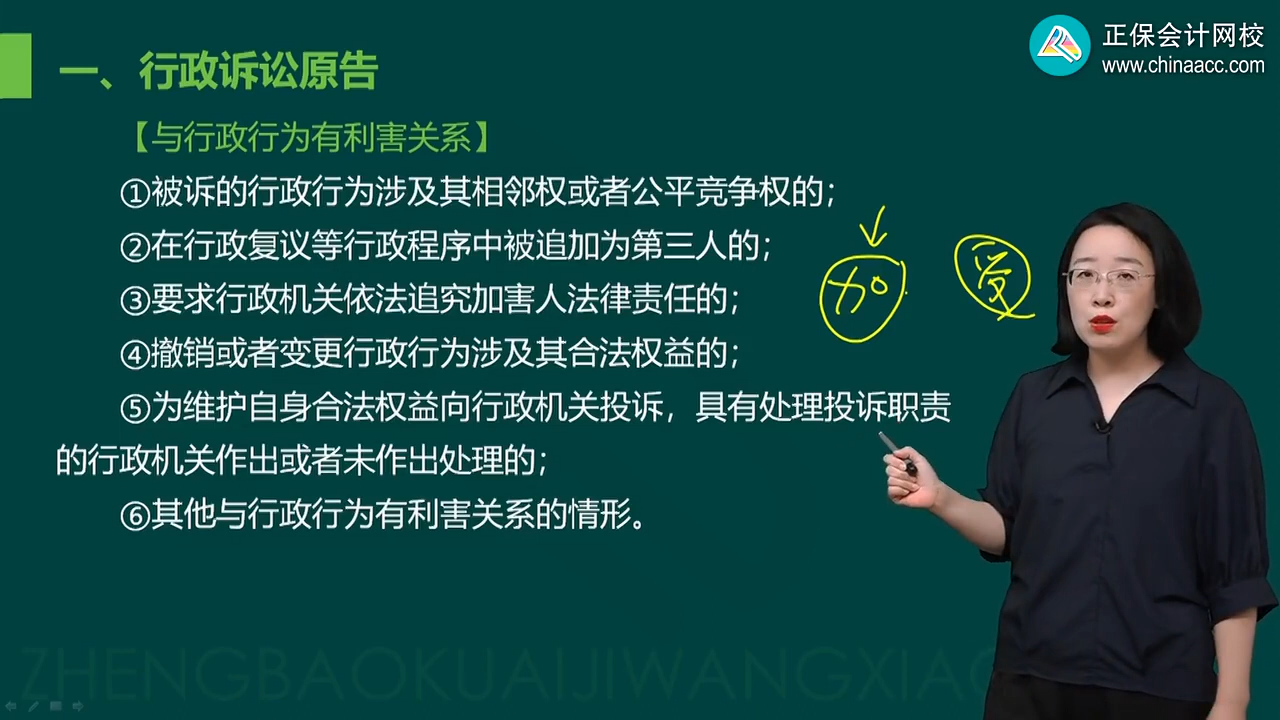 正保会计网校
www.chinaacc.com
一、行政诉讼原告
【与行政行为有利害关系】
①被诉的行政行为涉及其相邻权或者公平竞争权的；
②在行政复议等行政程序中被追加为第三人的；
③要求行政机关依法追究加害人法律责任的；
④撤销或者变更行政行为涉及其合法权益的；
⑤为维护自身合法权益向行政机关投诉，具有处理投诉职责
的行政机关作出或者未作出处理的；
⑥其他与行政行为有利害关系的情形。
加
受
ZHENGBAOKUAIJIWANGXIAO